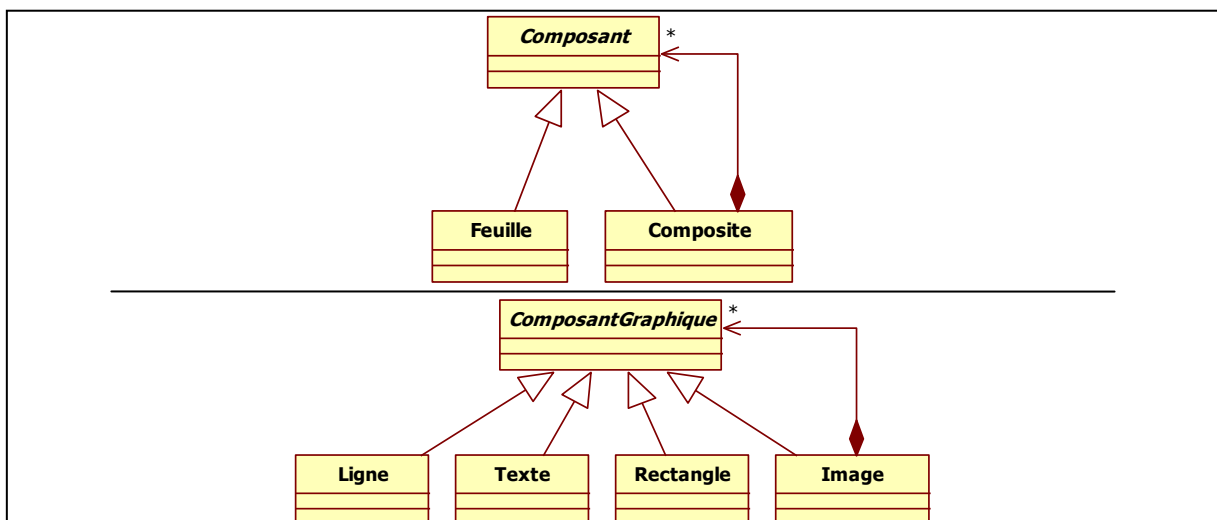 Composant
*
Feuille
Composite
ComposantGraphique
*
Ligne
Texte
Rectangle
Image